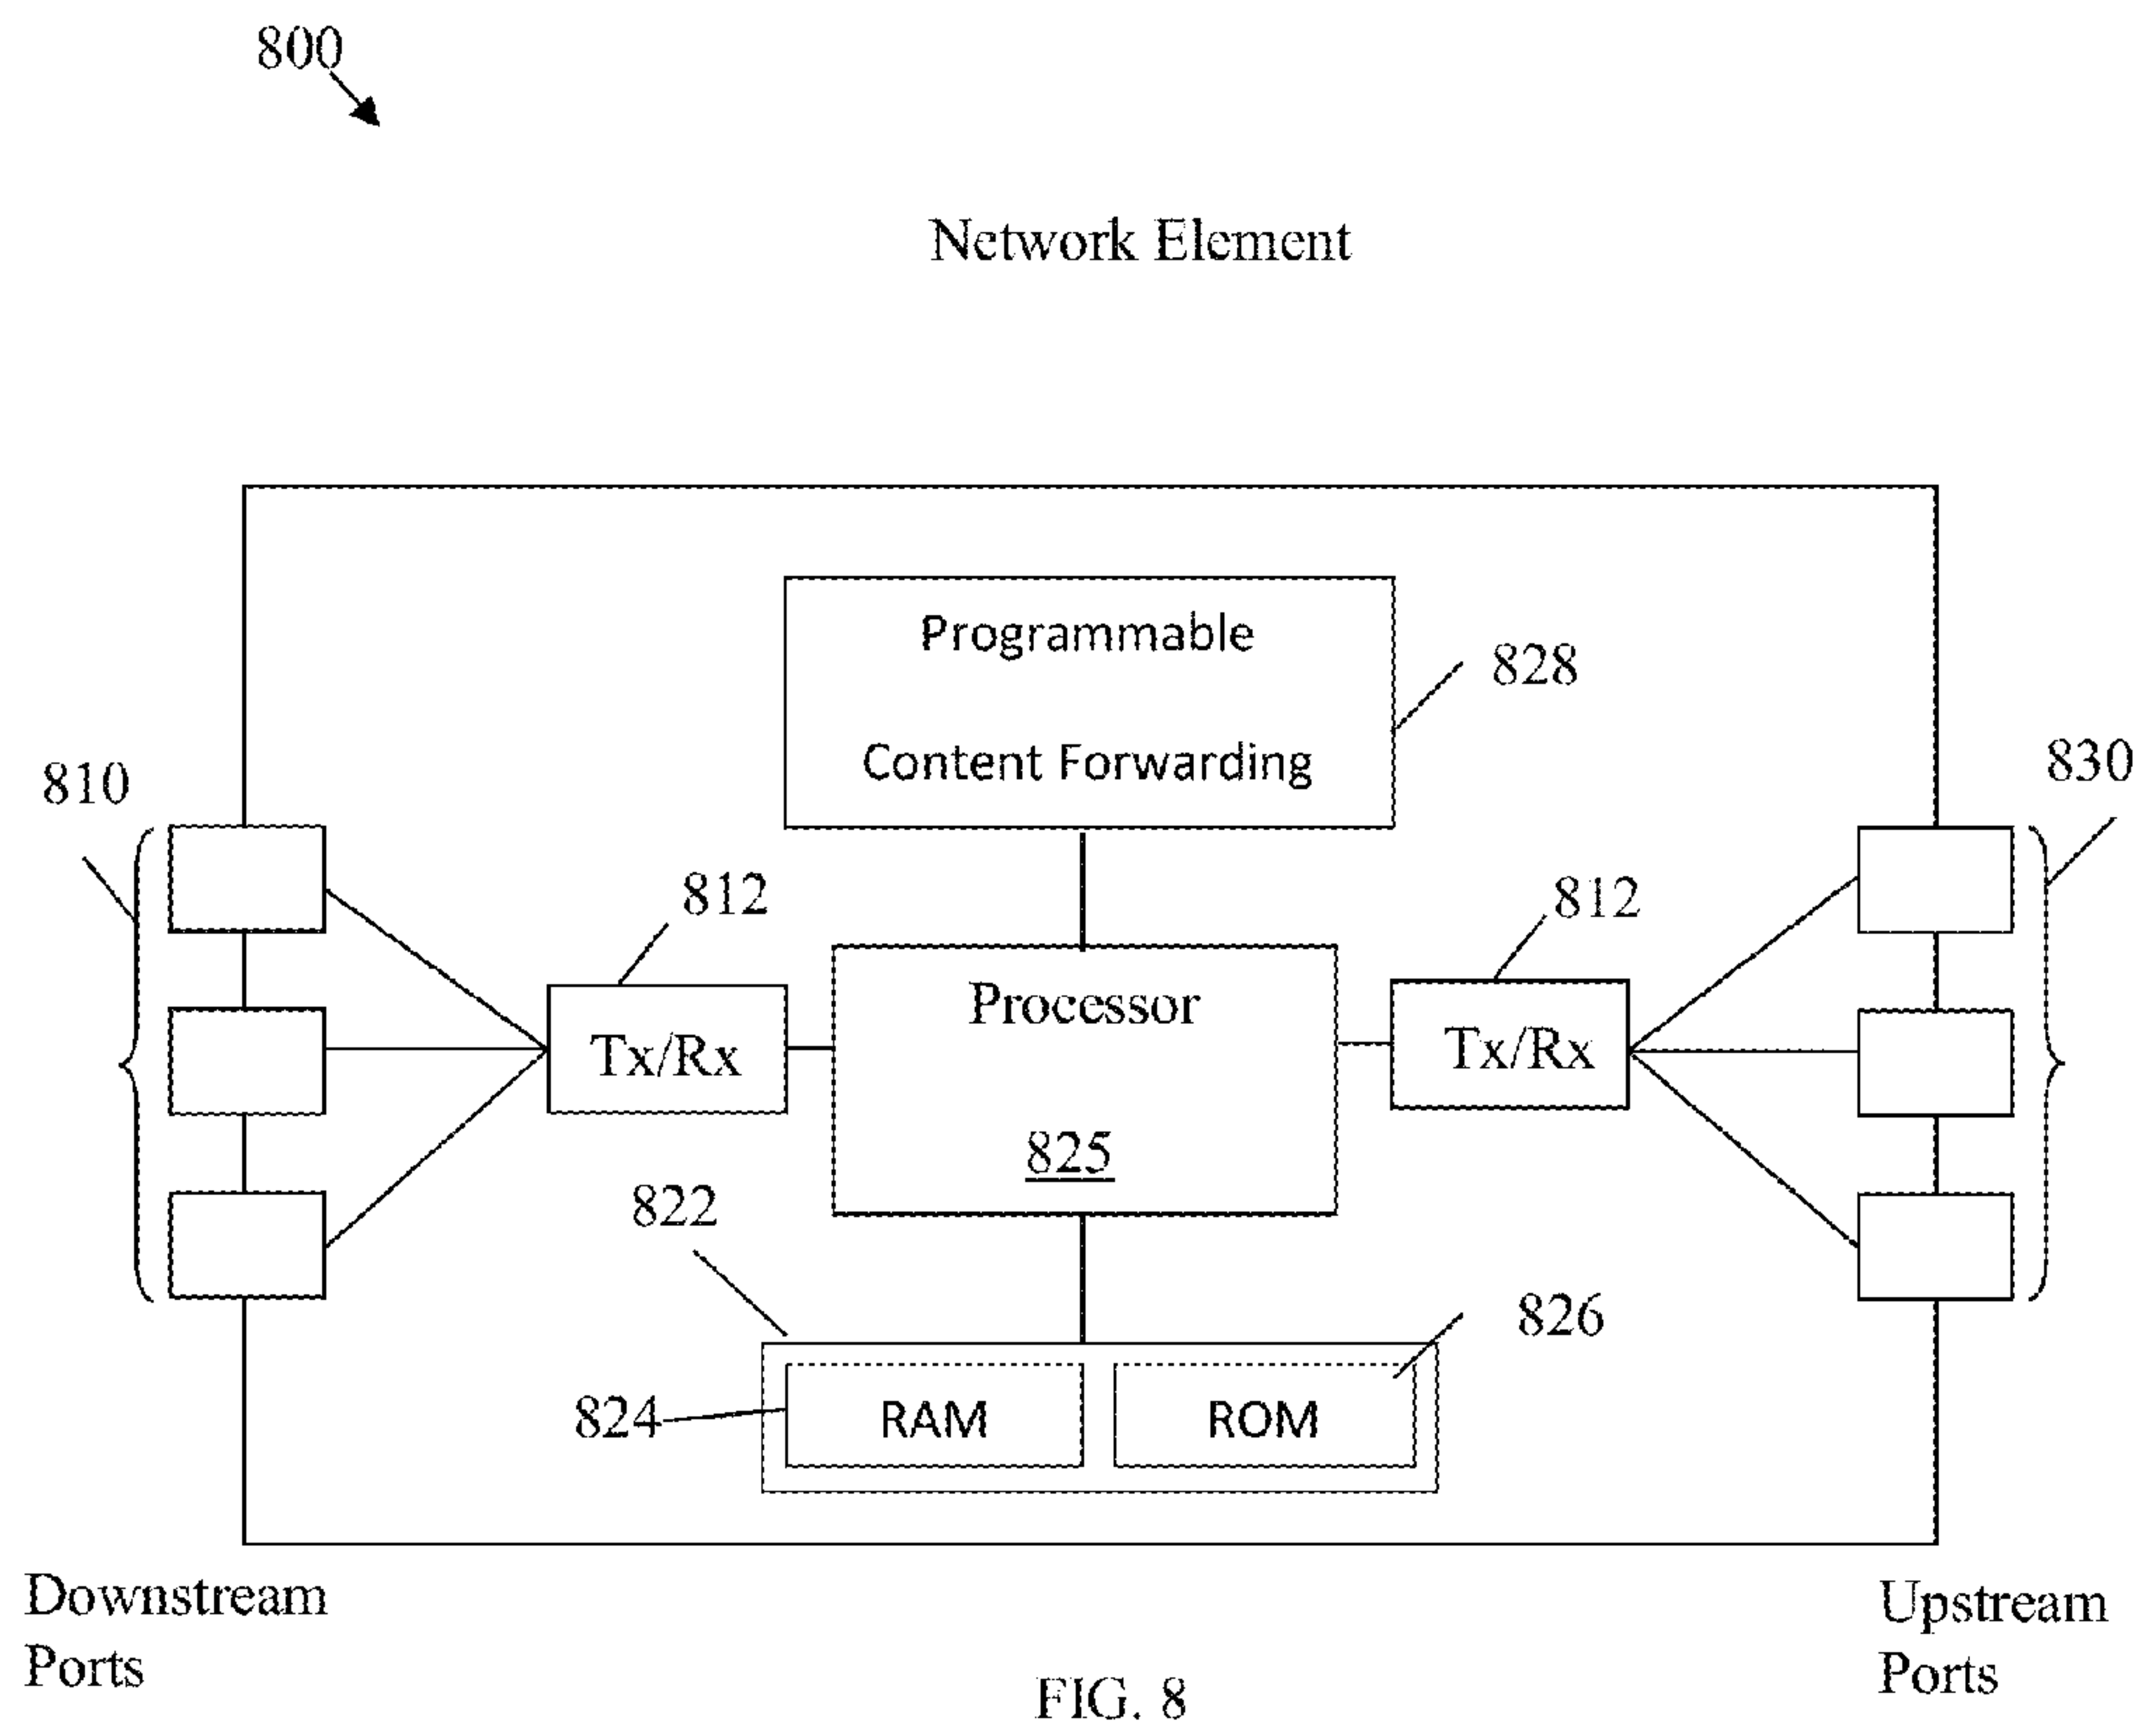 800
Network Element
Programmable
Content Forwarding
828
810
830
812
812
Tx/Rx
Processor
825
Tx/Rx
822
826
824
RAM
ROM
Downstream
Ports
Upstream
Ports
FIG. 8